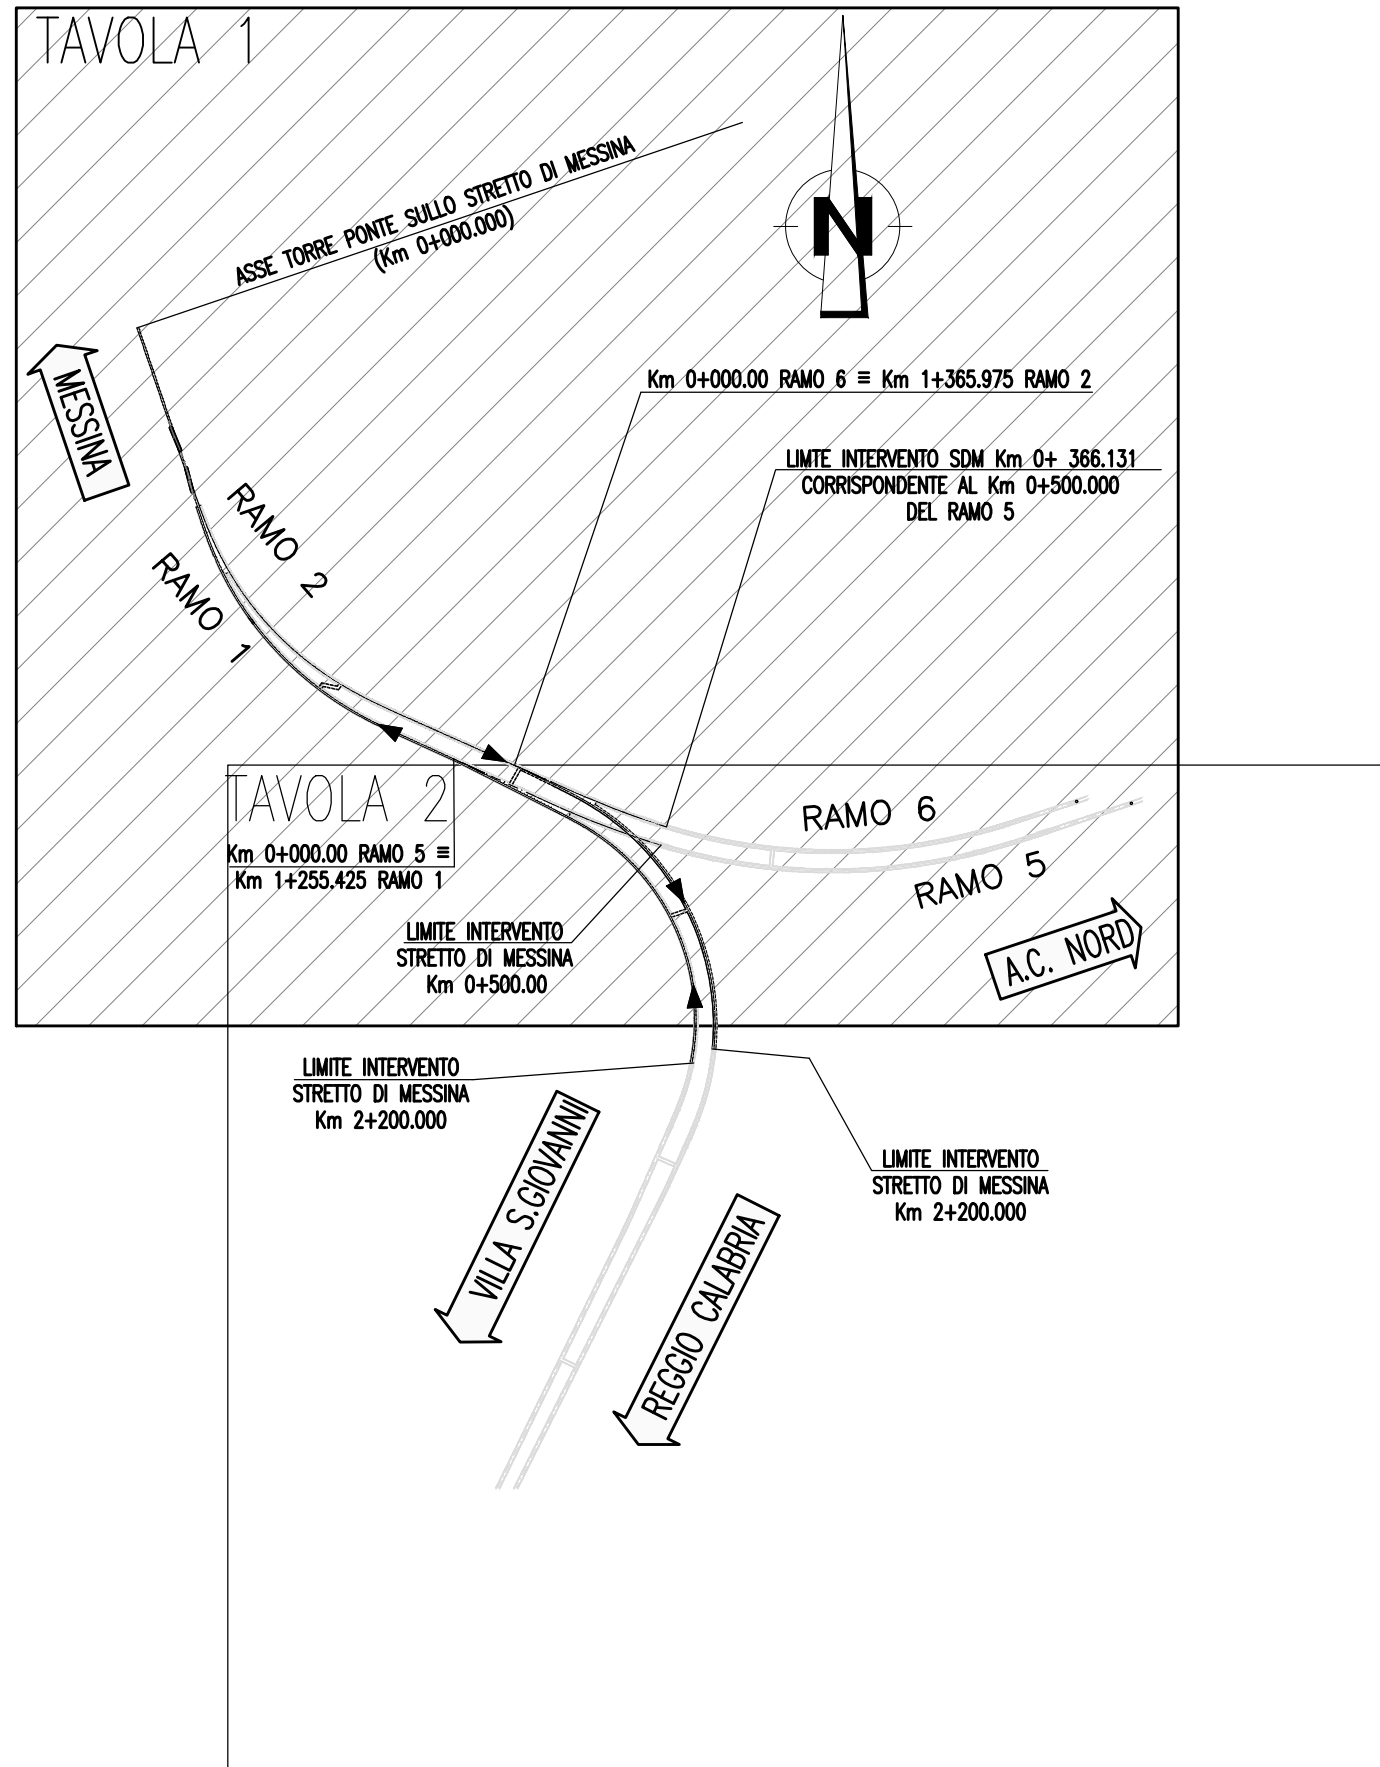 TAVOLA 1
N
ASSE TORRE PONTE SULLO STRETTO DI MESSINA
(Km 0+000.000)
MESSINA
Km 0+000.00 RAMO 6 ≡ Km 1+365.975 RAMO 2
LIMTE INTERVENTO SDM Km 0+ 366.131
CORRISPONDENTE AL Km 0+500.000
DEL RAMO 5
RAMO 2
RAMO 1
TAVOLA 2
Km 0+000.00 RAMO 5 ≡
Km 1+255.425 RAMO 1
RAMO 6
RAMO 5
LIMITE INTERVENTO
STRETTO DI MESSINA
Km 0+500.00
A.C. NORD
LIMITE INTERVENTO
STRETTO DI MESSINA
Km 2+200.000
VILLA S.GIOVANNI
LIMITE INTERVENTO
STRETTO DI MESSINA
Km 2+200.000
REGGIO CALABRIA